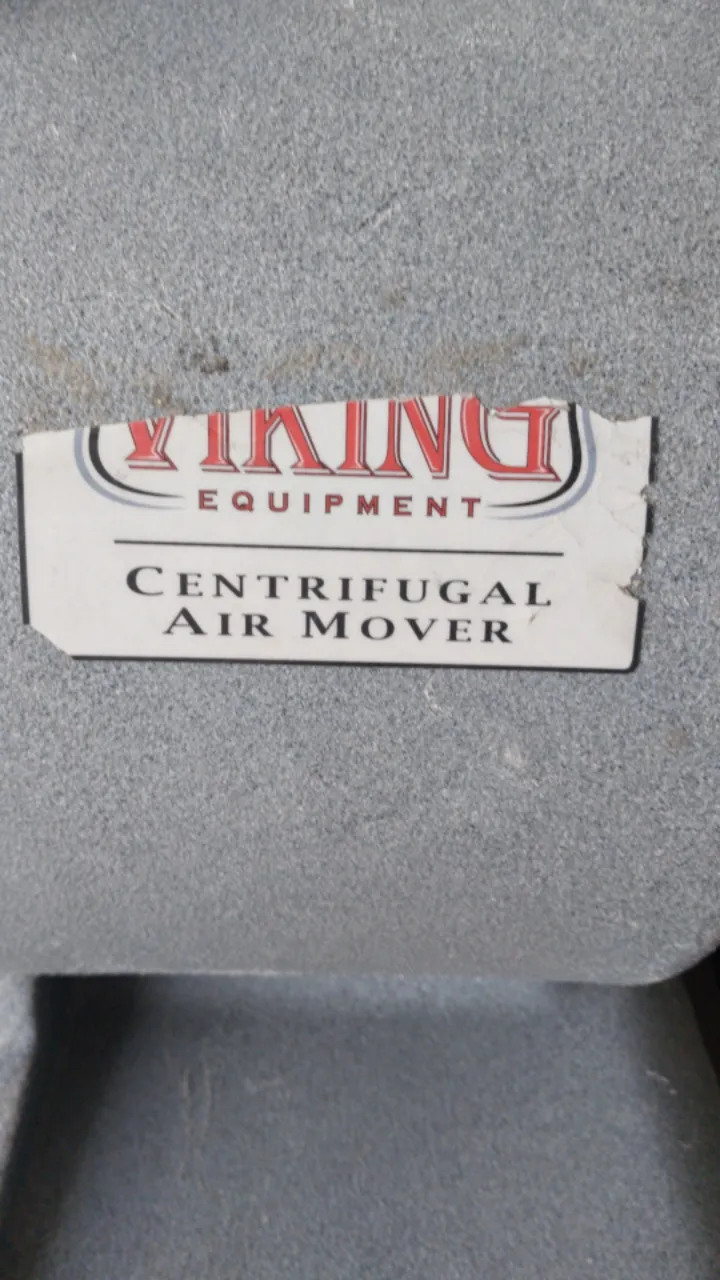 VIKING
EQUIPMENT
CENTRIFUGAL
AIR MOVER